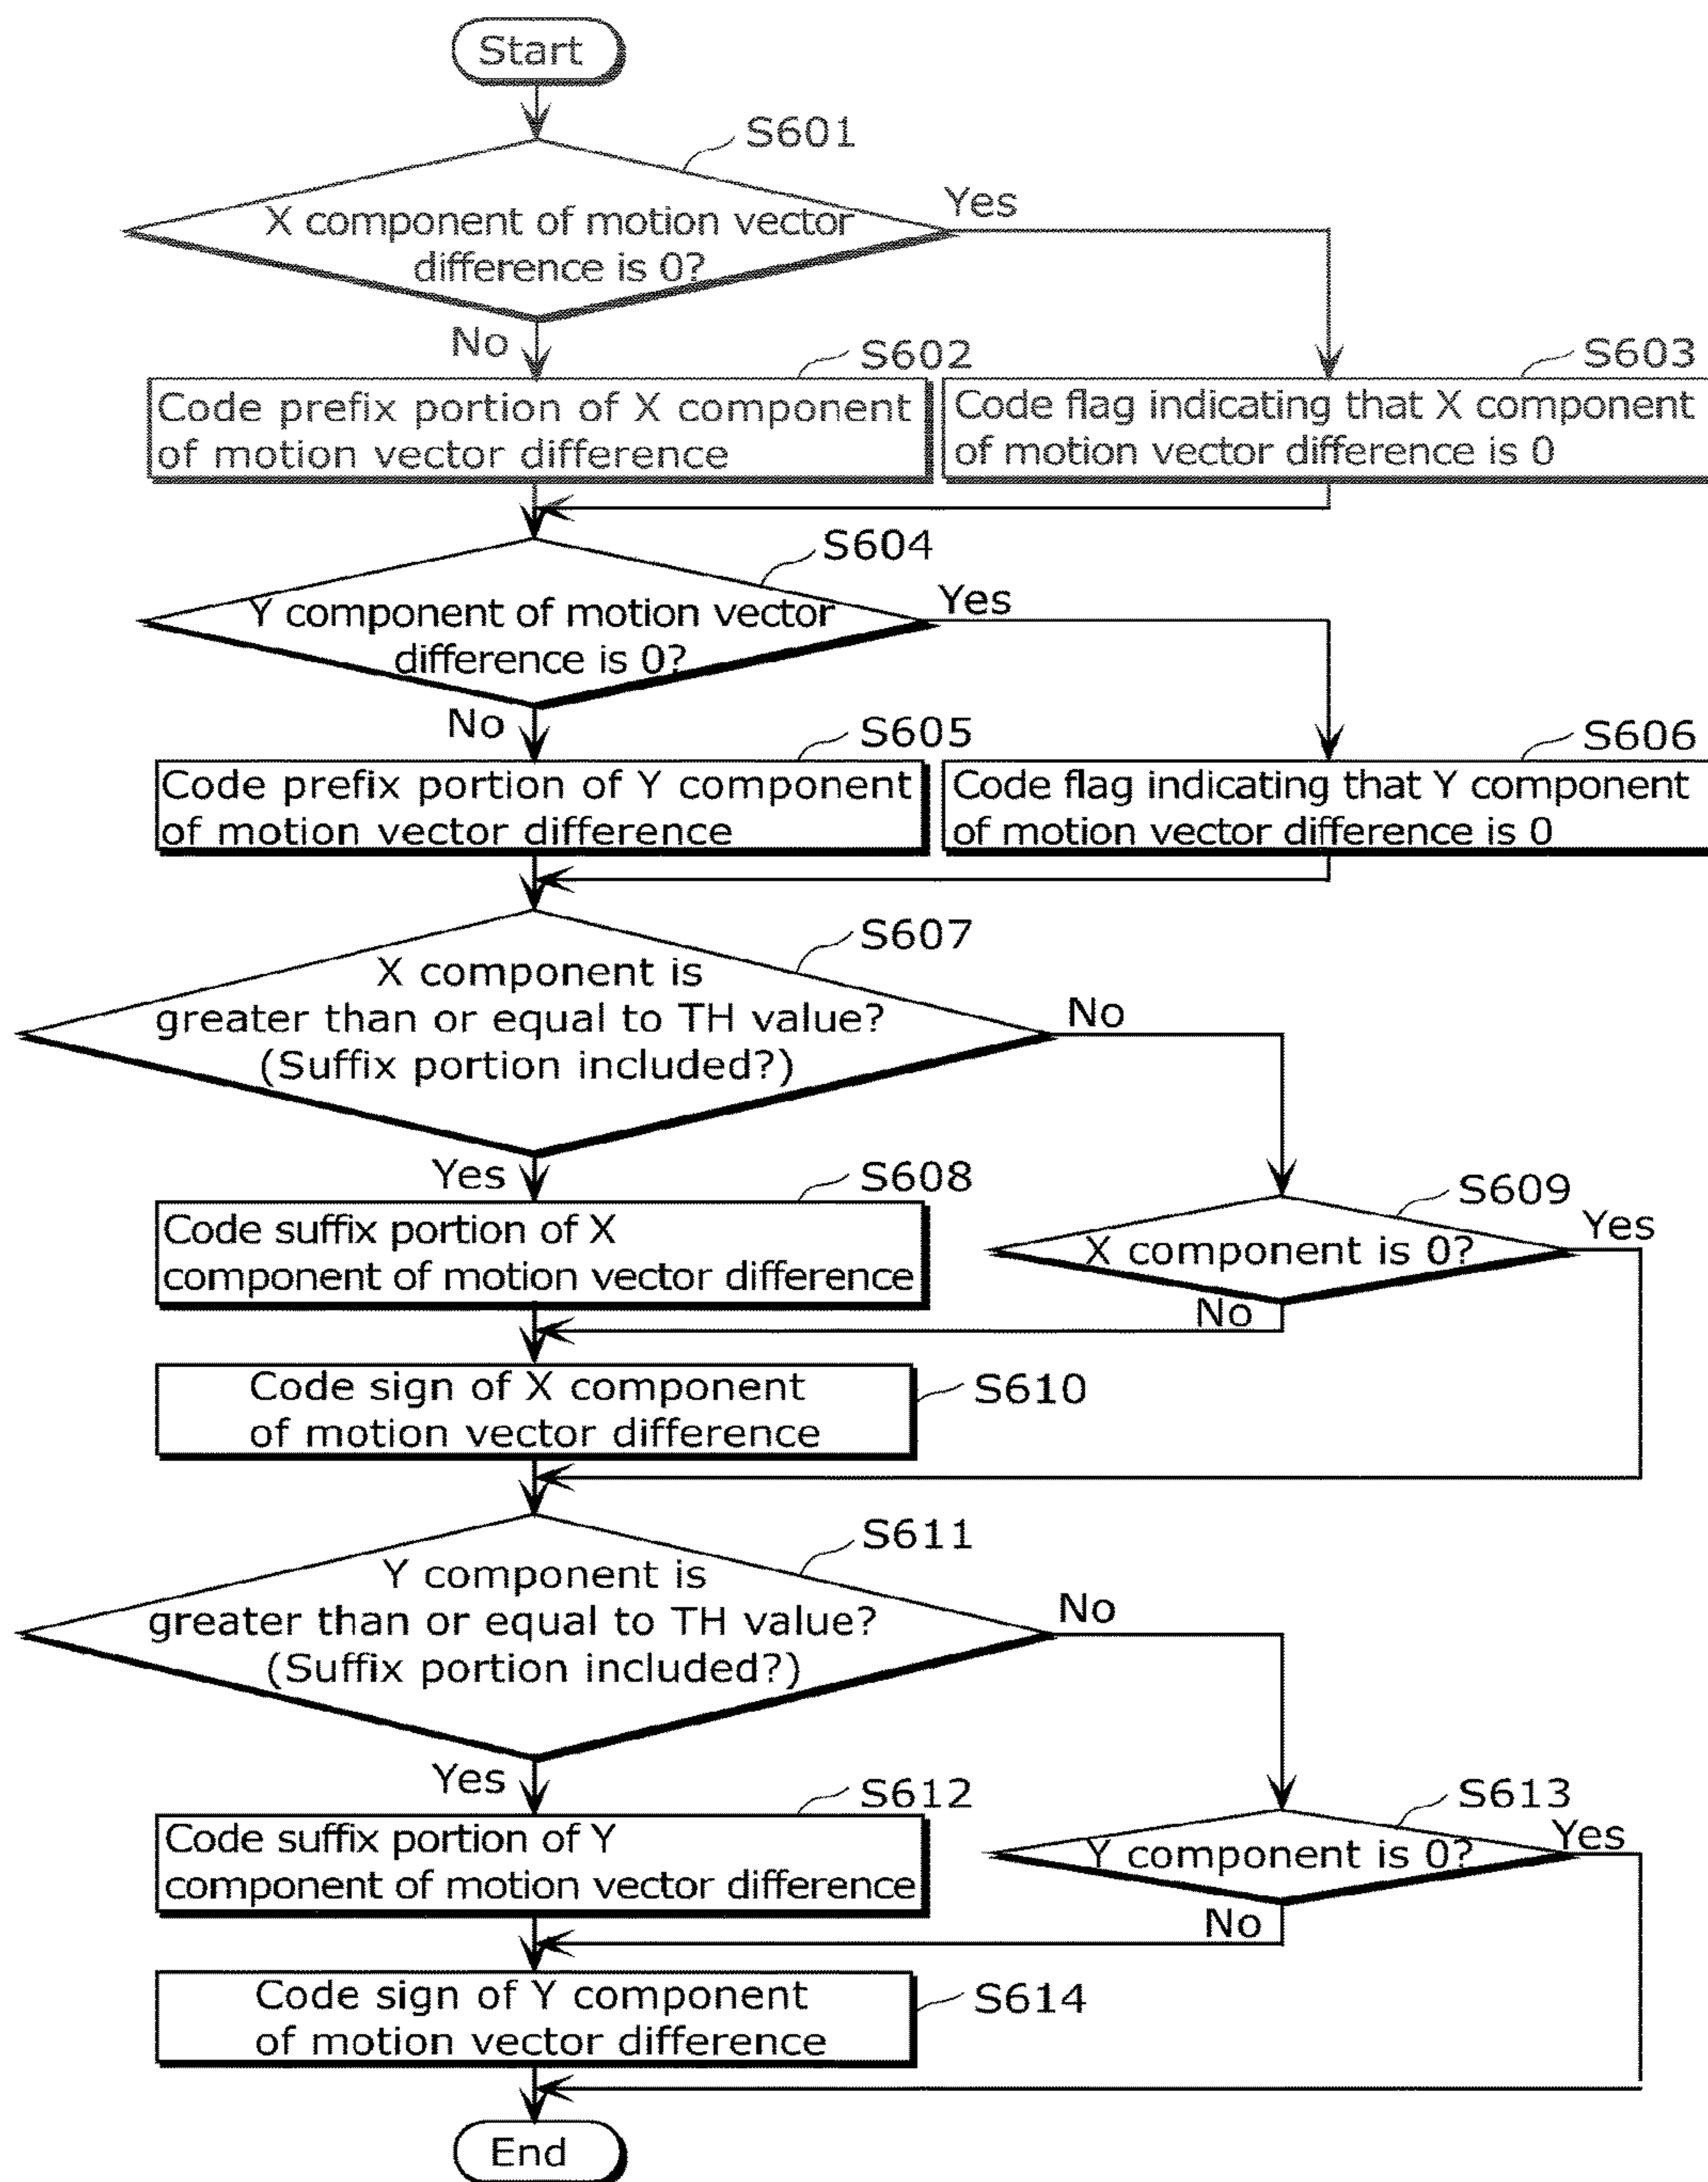 Start
S601
X component of motion vector
difference is 0?
Yes
No
S602
Code prefix portion of X component
of motion vector difference
S603
Code flag indicating that X component
of motion vector difference is 0
S604
Y component of motion vector
difference is 0?
Yes
No
S605
Code prefix portion of Y component
of motion vector difference
S606
Code flag indicating that Y component
of motion vector difference is 0
S607
X component is
greater than or equal to TH value?
(Suffix portion included?)
No
Yes
S608
Code suffix portion of X
component of motion vector difference
S609
X component is 0?
Yes
No
Code sign of X component
of motion vector difference
S610
S611
Y component is
greater than or equal to TH value?
(Suffix portion included?)
No
Yes
S612
Code suffix portion of Y
component of motion vector difference
S613
Y component is 0?
Yes
No
Code sign of Y component
of motion vector difference
S614
End